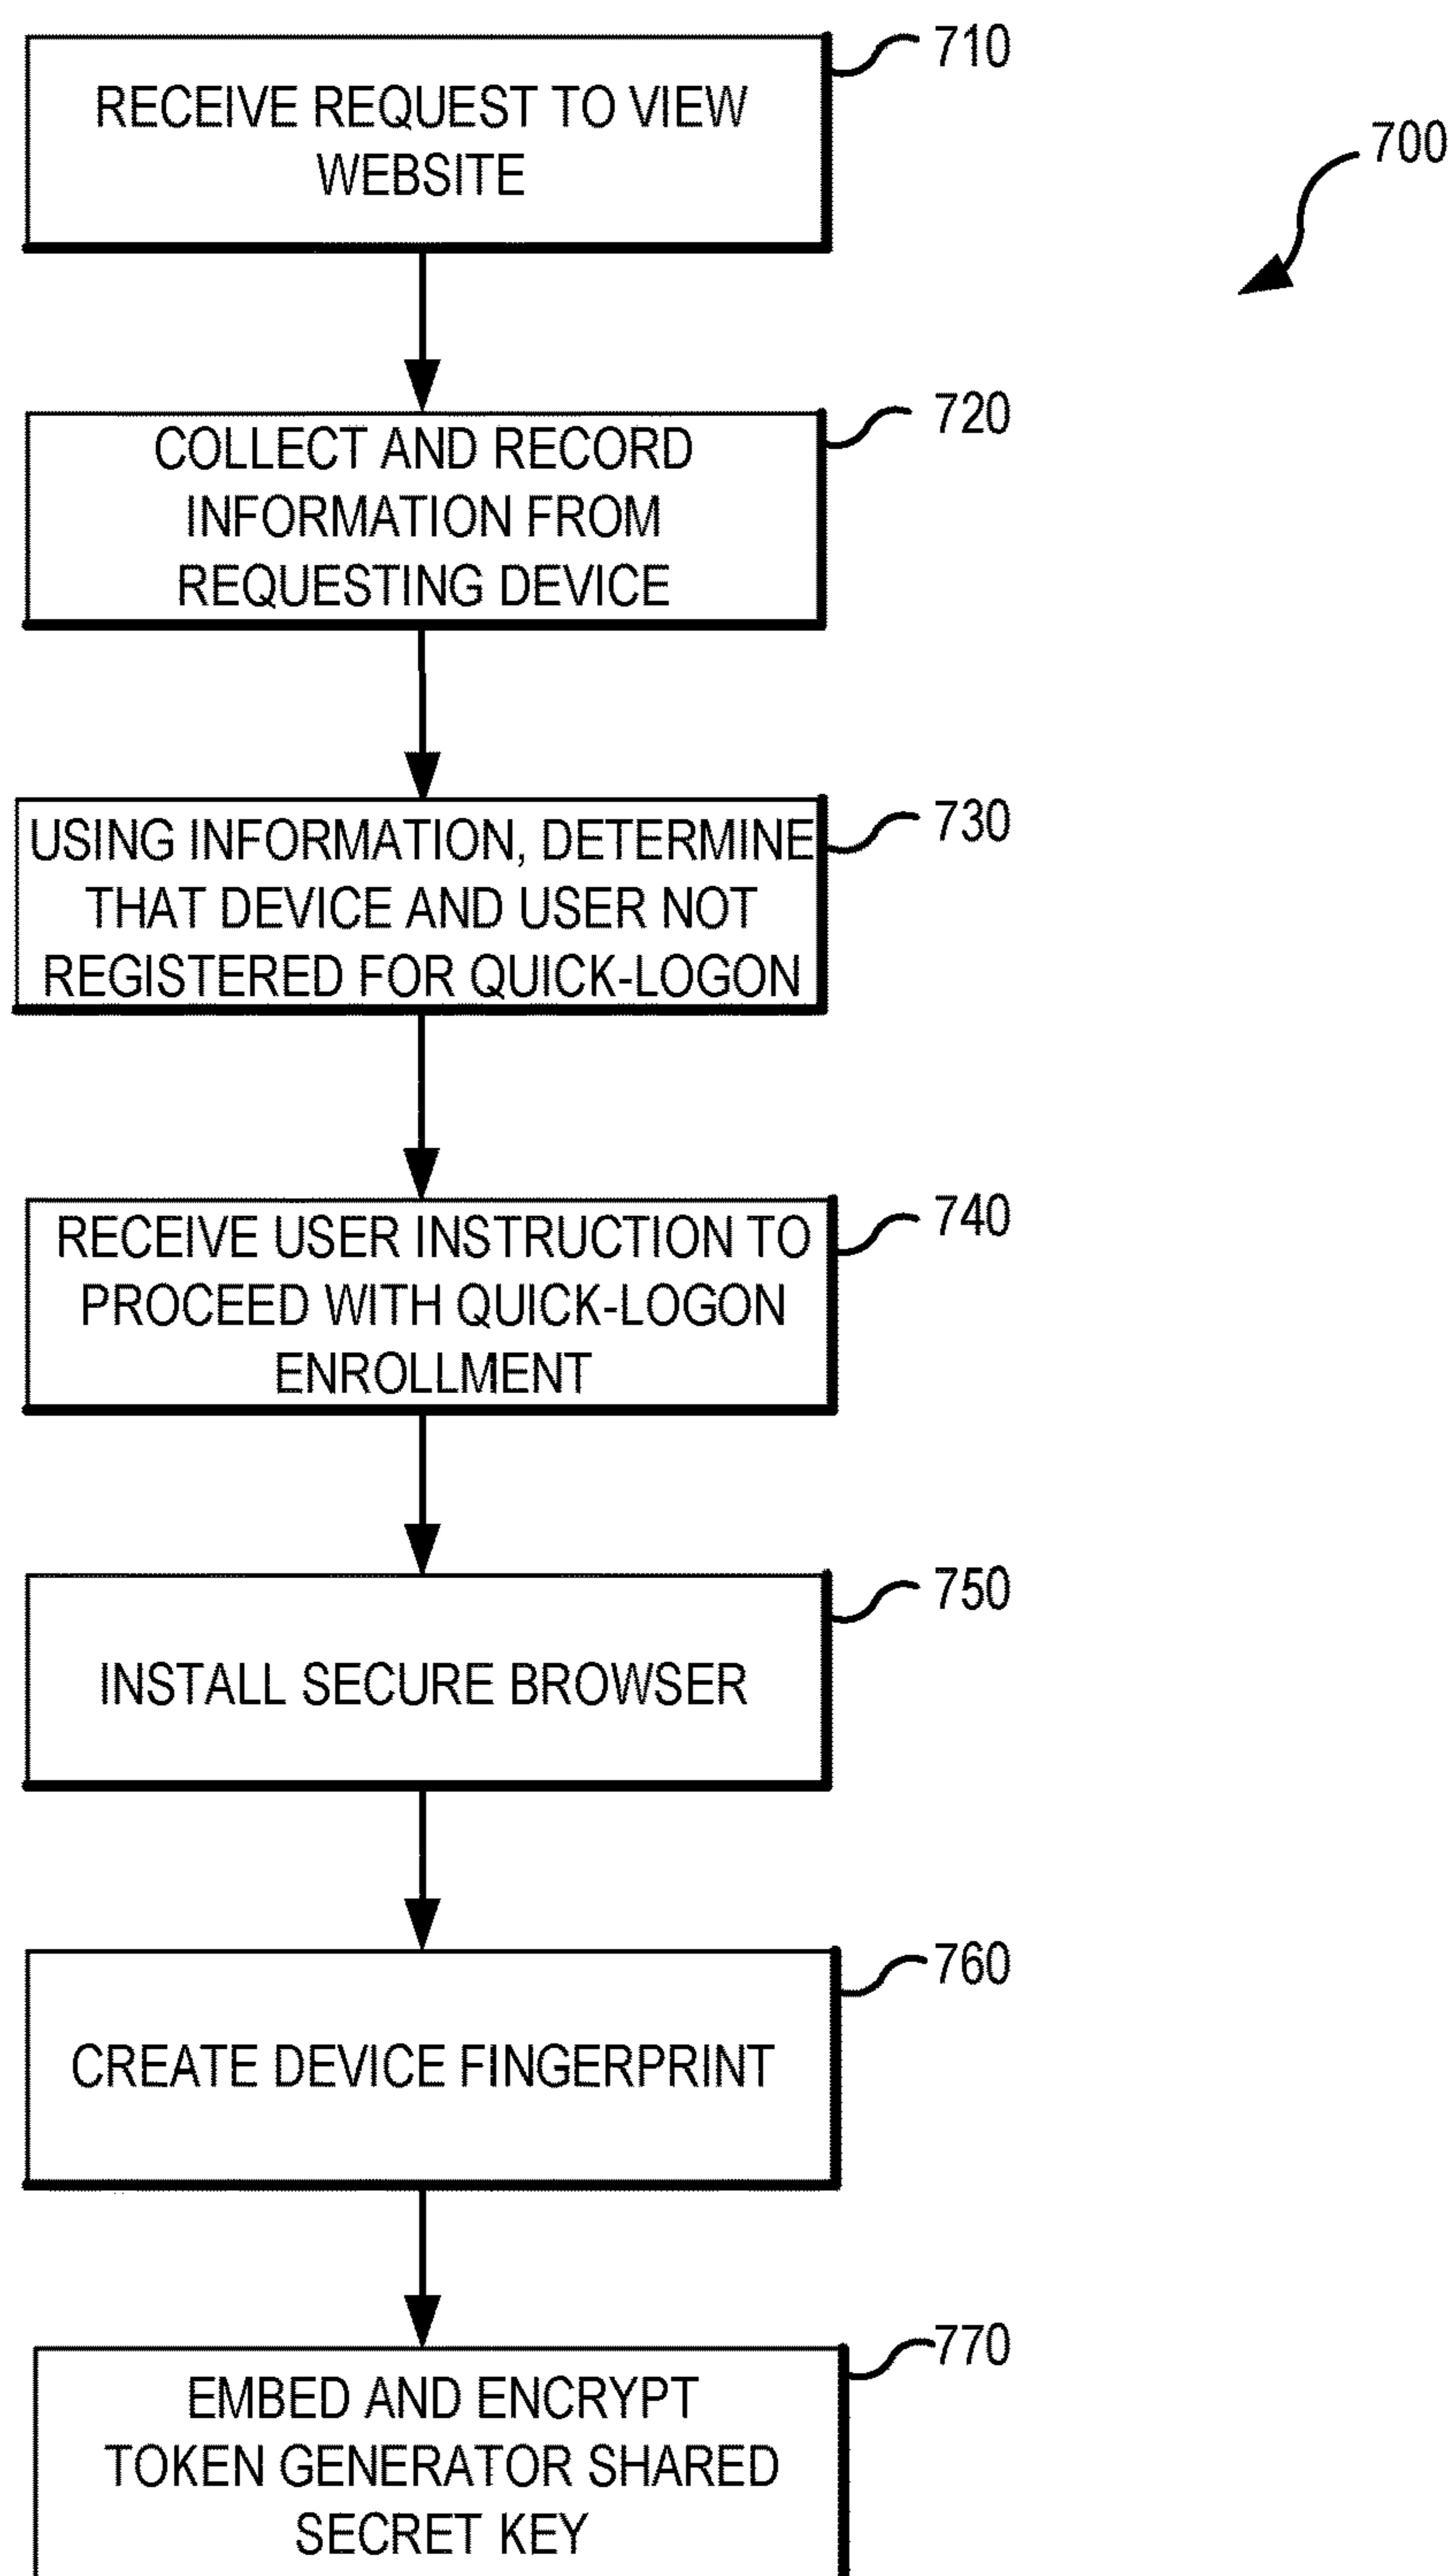 710
RECEIVE REQUEST TO VIEW
WEBSITE
700
720
COLLECT AND RECORD
INFORMATION FROM
REQUESTING DEVICE
730
USING INFORMATION, DETERMINE
THAT DEVICE AND USER NOT
REGISTERED FOR QUICK-LOGON
740
RECEIVE USER INSTRUCTION TO
PROCEED WITH QUICK-LOGON
ENROLLMENT
750
INSTALL SECURE BROWSER
760
CREATE DEVICE FINGERPRINT
770
EMBED AND ENCRYPT
TOKEN GENERATOR SHARED
SECRET KEY